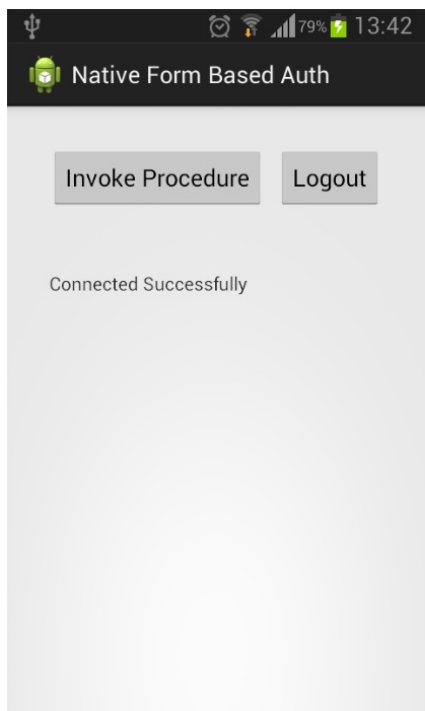 79% 13:42
Native Form Based Auth
Invoke Procedure Logout
Connected Successfully